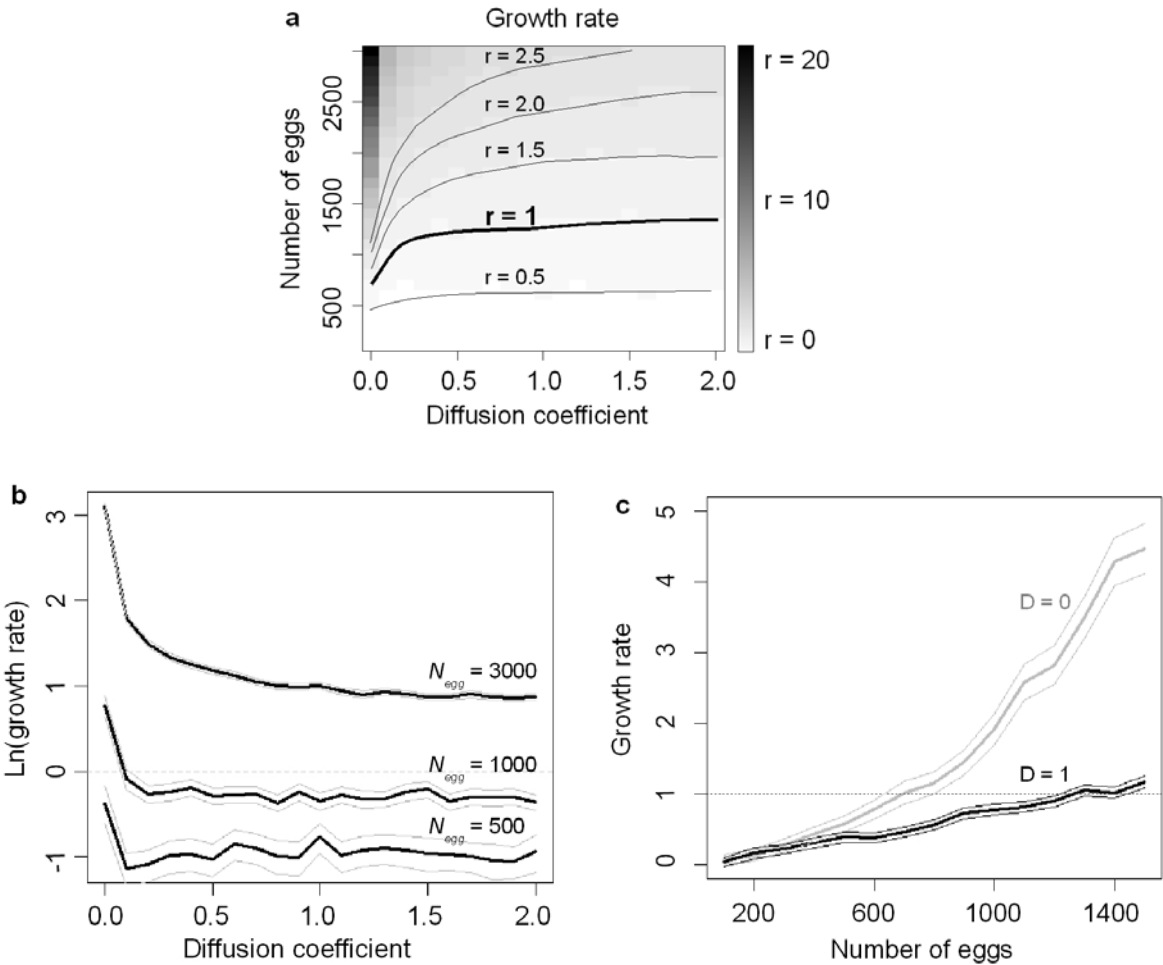 a
Growth rate
Number of eggs
2500
1500
500
r = 2.5
r = 2.0
r = 1.5
r = 1
r = 0.5
0.0 0.5 1.0 1.5 2.0
Diffusion coefficient
r = 20
r = 10
r = 0
b
Ln(growth rate)
3
2
1
0
-1
N egg = 3000
N egg = 1000
N egg = 500
0.0 0.5 1.0 1.5 2.0
Diffusion coefficient
c
Growth rate
5
4
3
2
1
0
D = 0
D = 1
200 600 1000 1400
Number of eggs